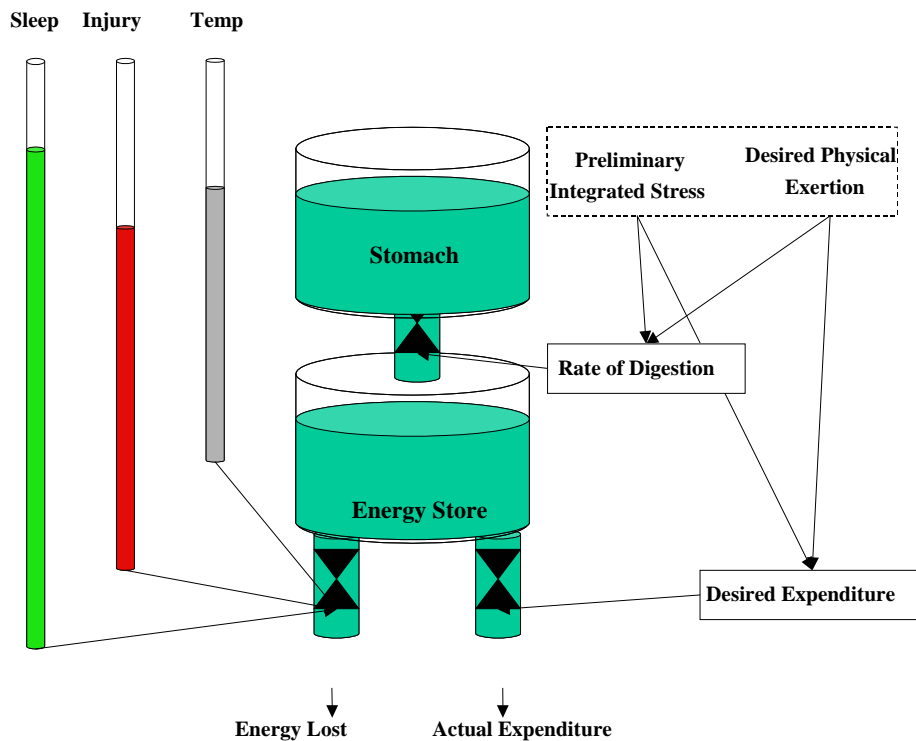 Sleep
Injury
Temp
Preliminary
Integrated Stress
Desired Physical
Exertion
Stomach
Rate of Digestion
Energy Store
Desired Expenditure
Energy Lost
Actual Expenditure